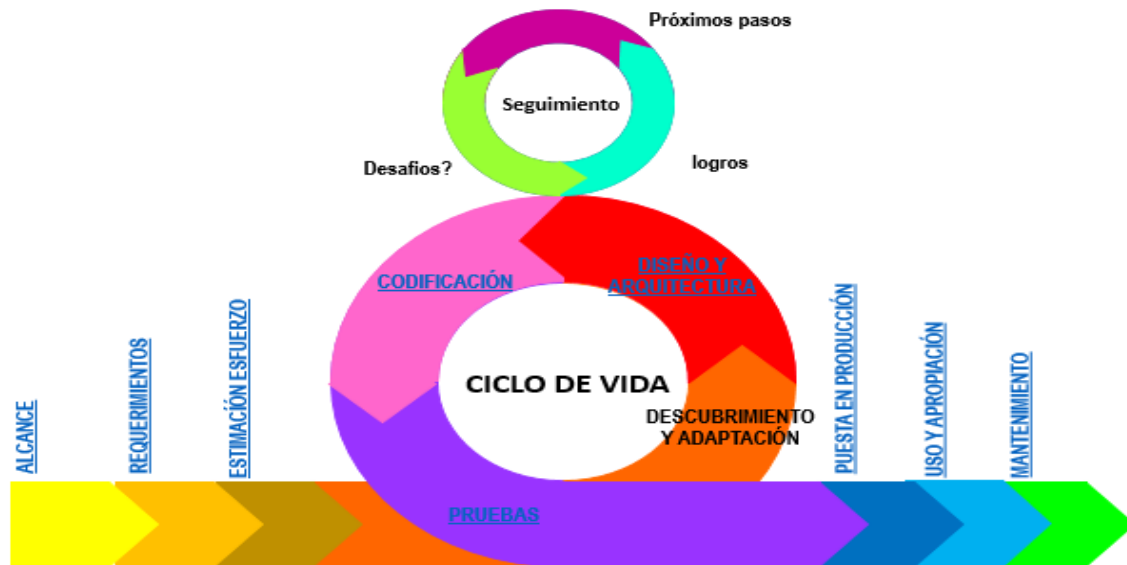 Próximos pasos
Seguimiento
Desafios?
logros
CODIFICACIÓN
DISEÑO Y
ARQUITECTURA
CICLO DE VIDA
DESCUBRIMIENTO
Y ADAPTACIÓN
ALCANCE
REQUERIMIENTOS
ESTIMACÍÓN ESFUERZO
PRUEBAS
PUESTA EN PRODUCCIÓN
USO Y APROPIACIÓN
MANTENIMIENTO